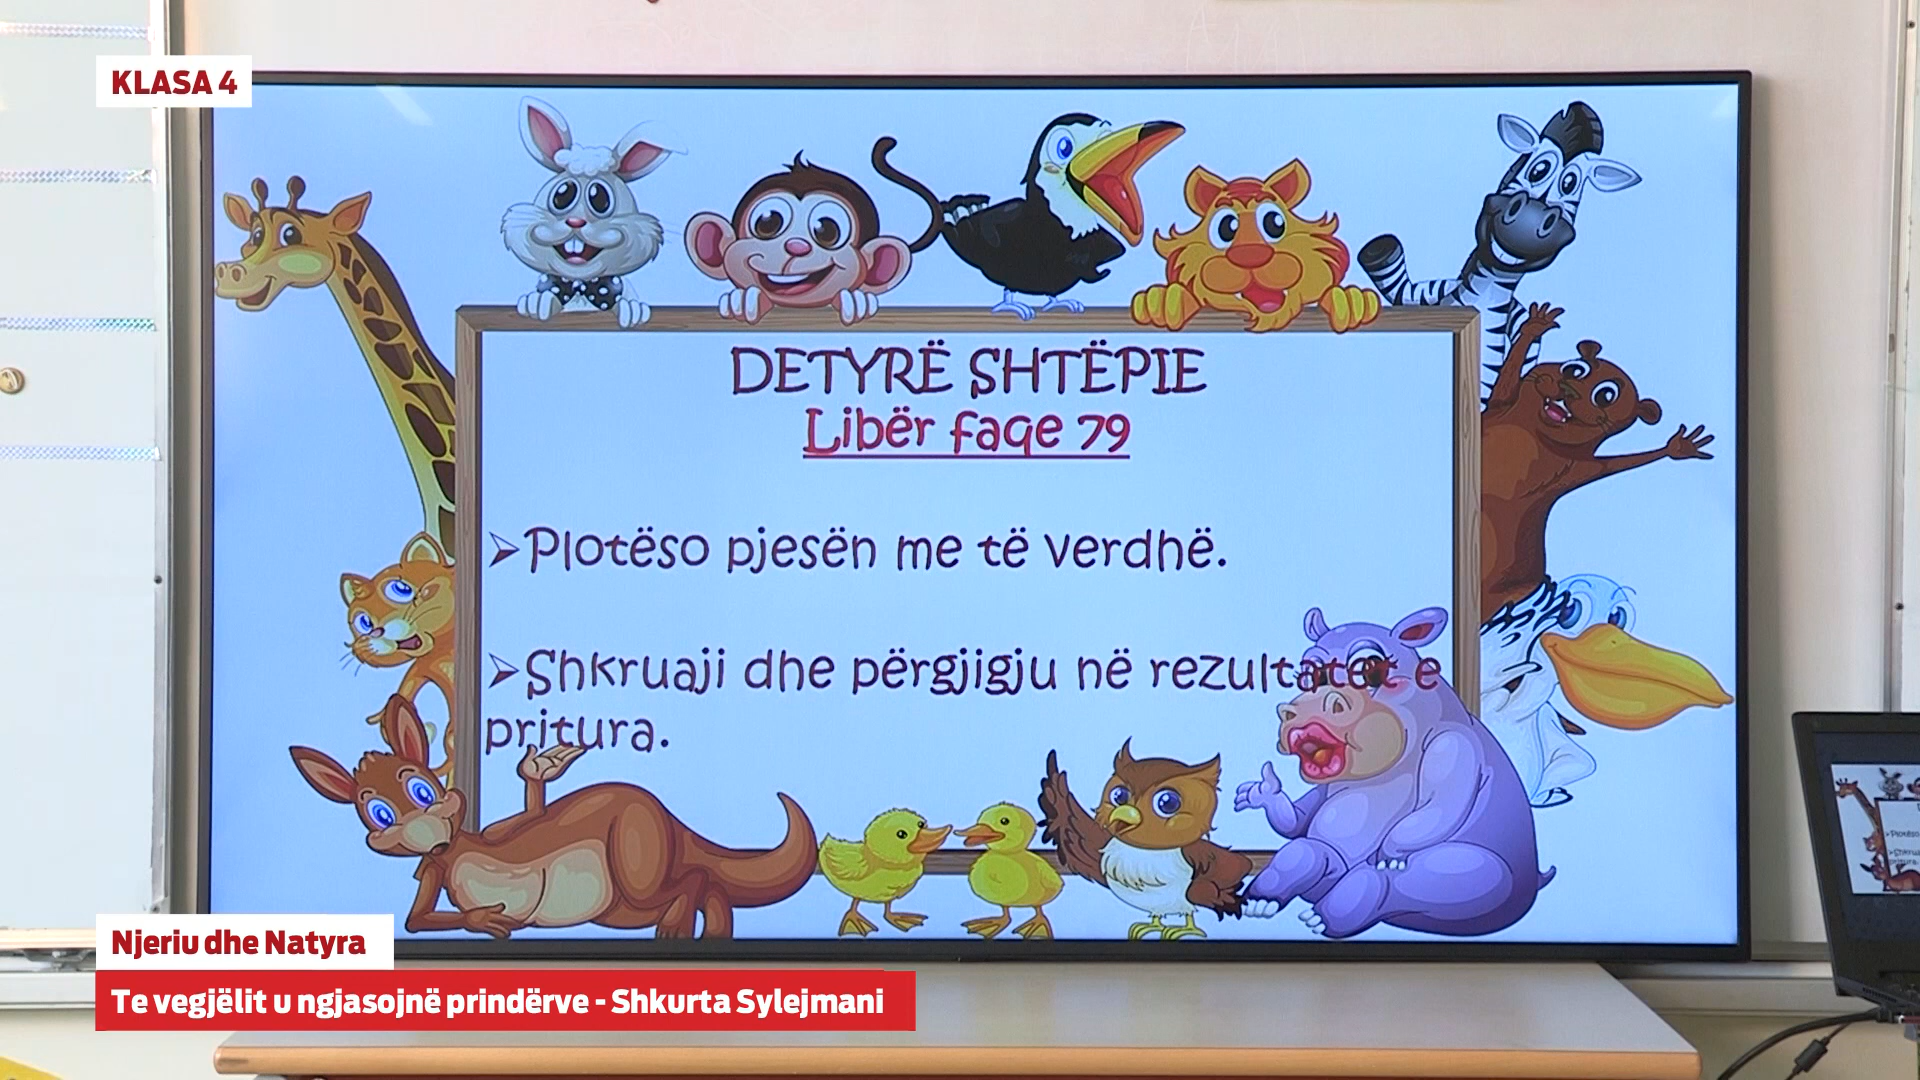 KLASA 4
DETYRË SHTËPIE
Libër faqe 79
➢Plotëso pjesën me të verdhë.
➢Shkruaji dhe përgjigju në rezultatet e
pritura.
Njeriu dhe Natyra
Te vegjëlit u ngjasojnë prindërve - Shkurta Sylejmani